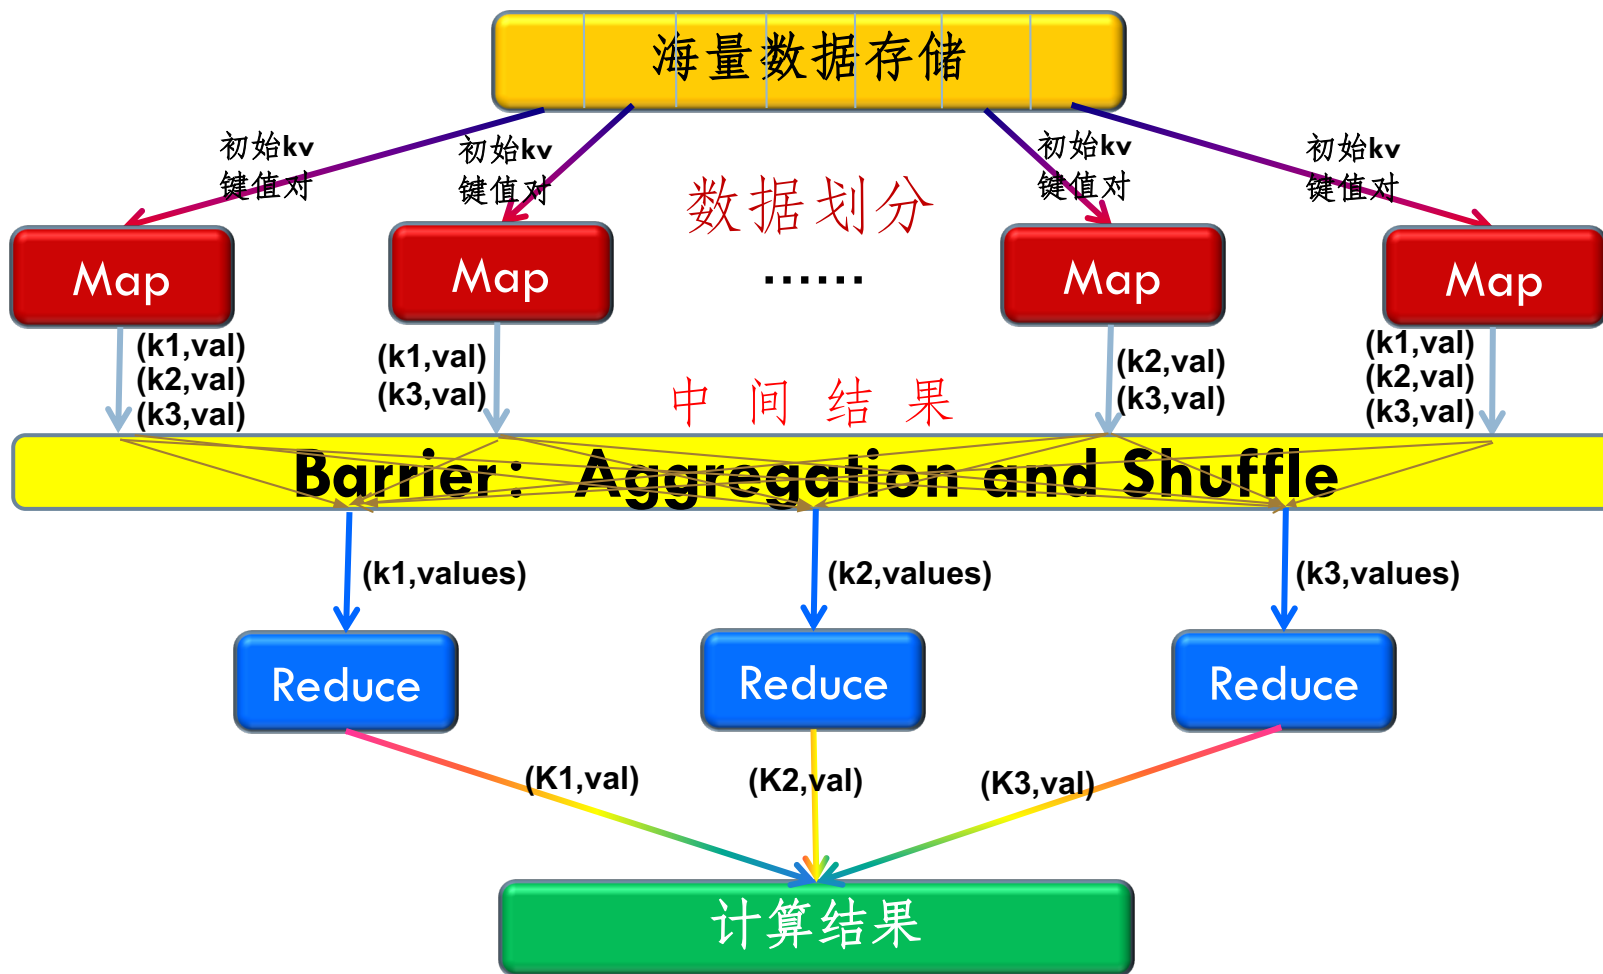 海量数据存储
初始kv
键值对
初始kv
键值对
初始kv
键值对
初始kv
键值对
数据划分
Map
Map
......
Map
Map
(k1,val)
(k2,val)
(k3,val)
(k1,val)
(k3,val)
中间结果
(k2,val)
(k3,val)
(k1,val)
(k2,val)
(k3,val)
Barrier：Aggregation and Shuffle
(k1,values)
(k2,values)
(k3,values)
Reduce
Reduce
Reduce
(K1,val)
(K2,val)
(K3,val)
计算结果